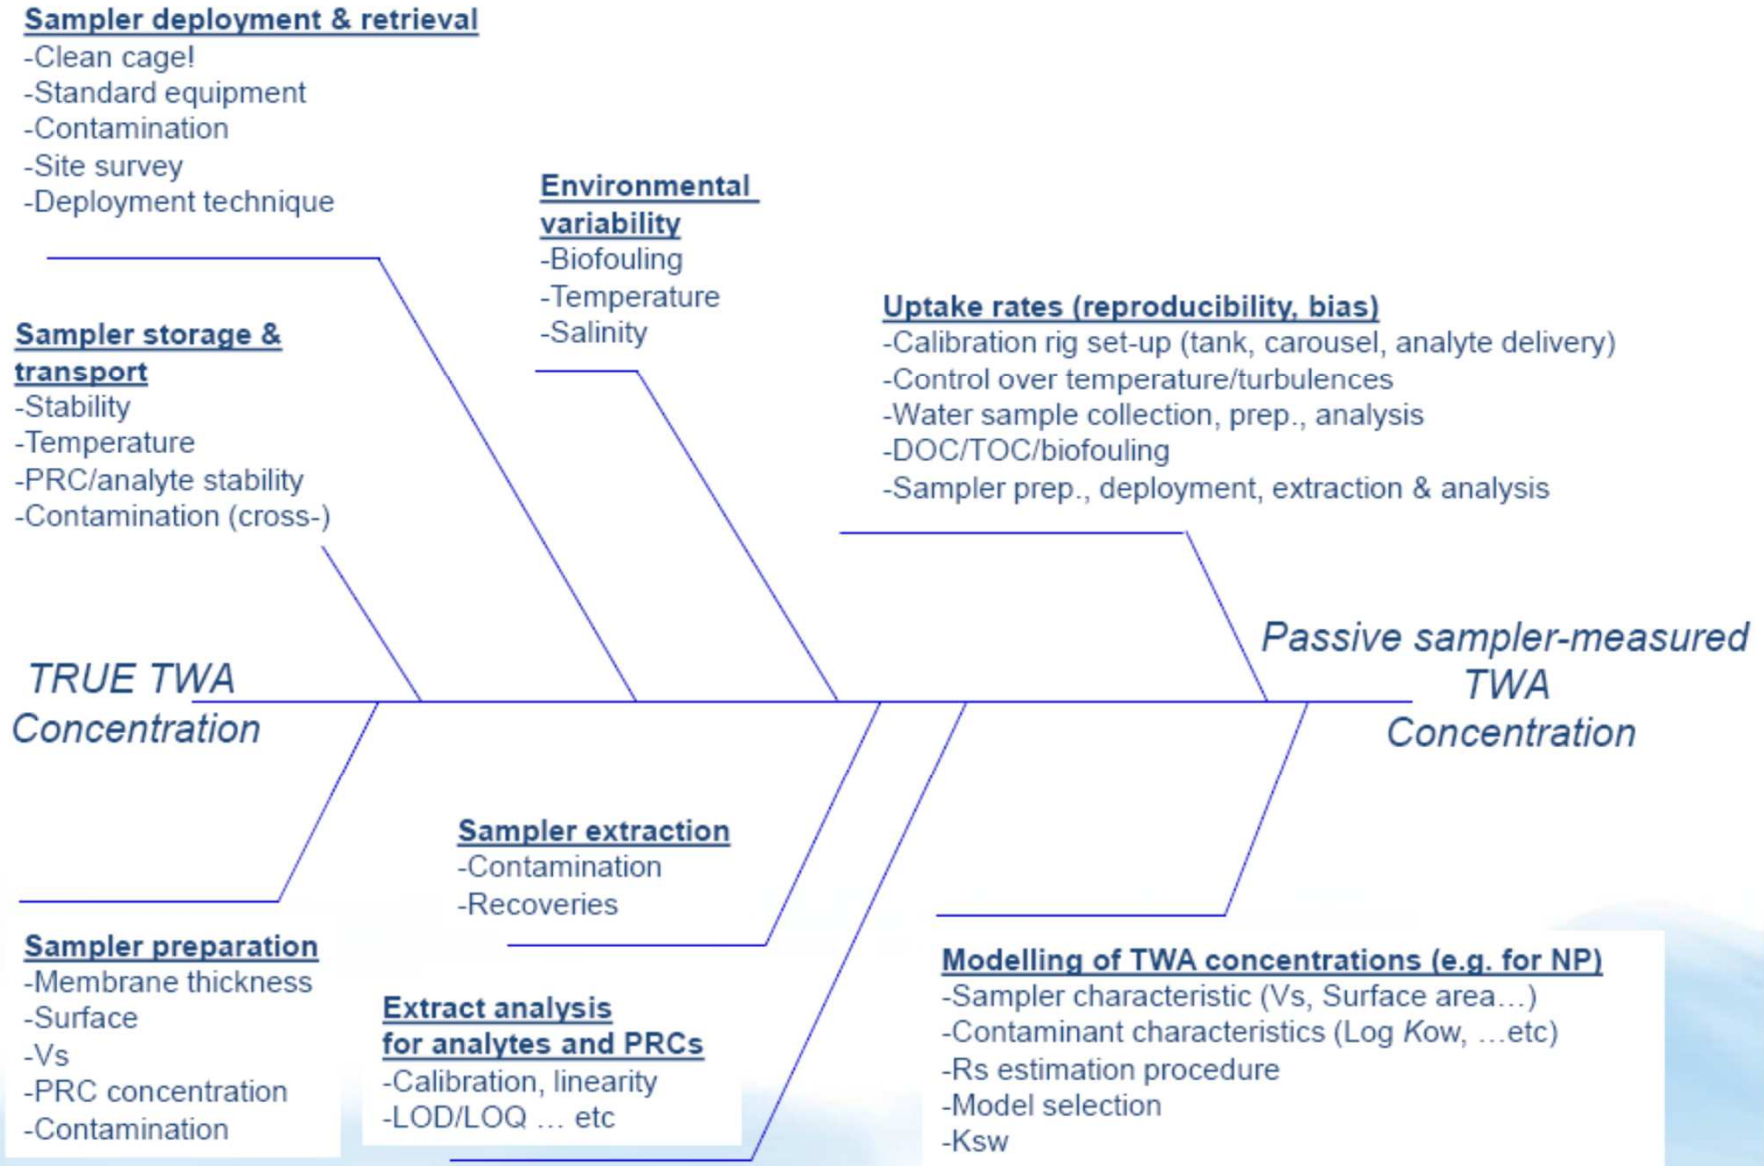 Sampler deployment & retrieval
-Clean cage!
-Standard equipment
-Contamination
-Site survey
-Deployment technique
Environmental
variability
-Biofouling
-Temperature
-Salinity
Uptake rates (reproducibility, bias)
-Calibration rig set-up (tank, carousel, analyte delivery)
-Control over temperature/turbulences
-Water sample collection, prep., analysis
-DOC/TOC/biofouling
-Sampler prep., deployment, extraction & analysis
Sampler storage &
transport
-Stability
-Temperature
-PRC/analyte stability
-Contamination (cross-)
TRUE TWA
Concentration
Passive sampler-measured
TWA
Concentration
Sampler preparation
-Membrane thickness
-Surface
-Vs
-PRC concentration
-Contamination
Sampler extraction
-Contamination
-Recoveries
Extract analysis
for analytes and PRCs
-Calibration, linearity
-LOD/LOQ … etc
Modelling of TWA concentrations (e.g. for NP)
-Sampler characteristic (Vs, Surface area…)
-Contaminant characteristics (Log Kow, …etc)
-Rs estimation procedure
-Model selection
-Ksw